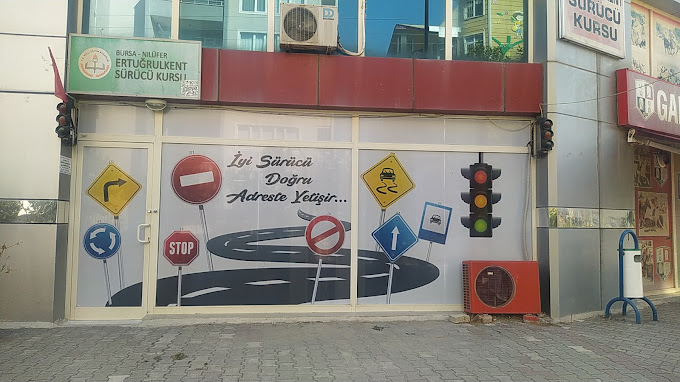 BURSA - NİLÜFER
ERTUĞRULKENT
SÜRÜCÜ KURSU
SÜRÜCÜ
KURSU
GA
İyi Sürücü
Doğru
Adreste Yetişir...
STOP